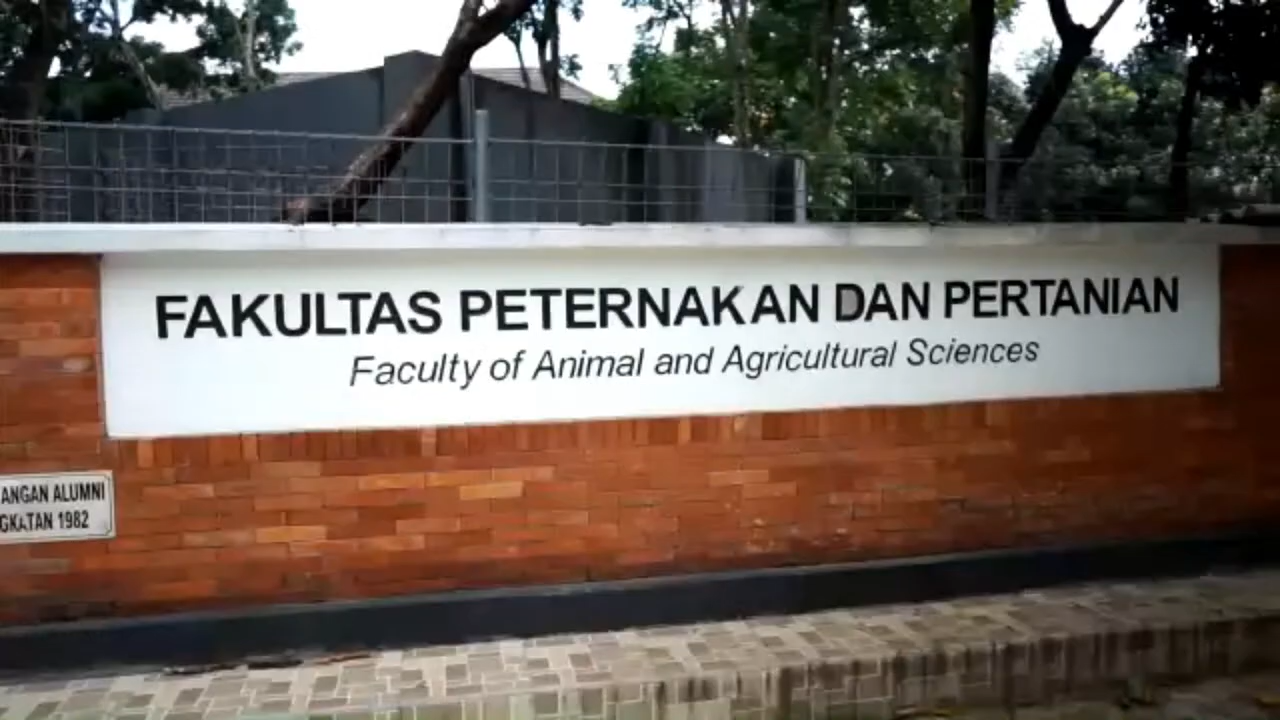 FAKULTAS PETERNAKAN DAN PERTANIAN
Faculty of Animal and Agricultural Sciences
ANGAN ALUMNI
GKATAN 1982